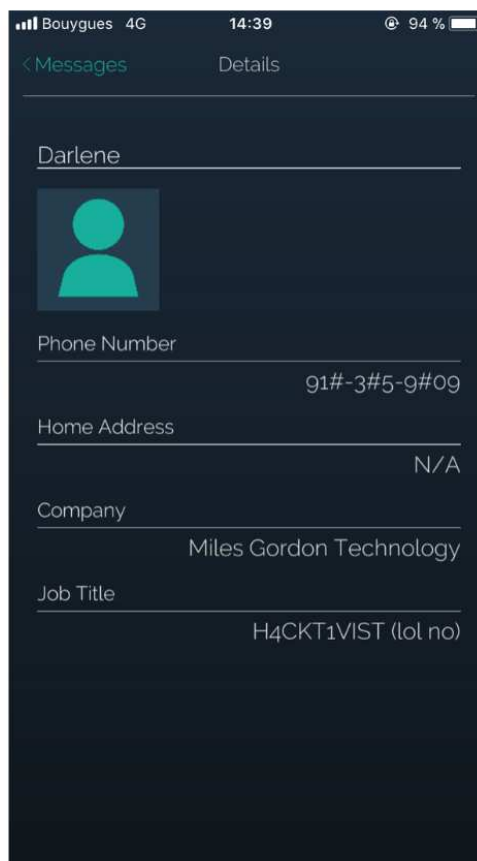 Bouygues 4G 14:39 94 %
< Messages Details
Darlene
Phone Number
91#-3#5-9#09
Home Address
N/A
Company
Miles Gordon Technology
Job Title
H4CKT1VIST (lol no)